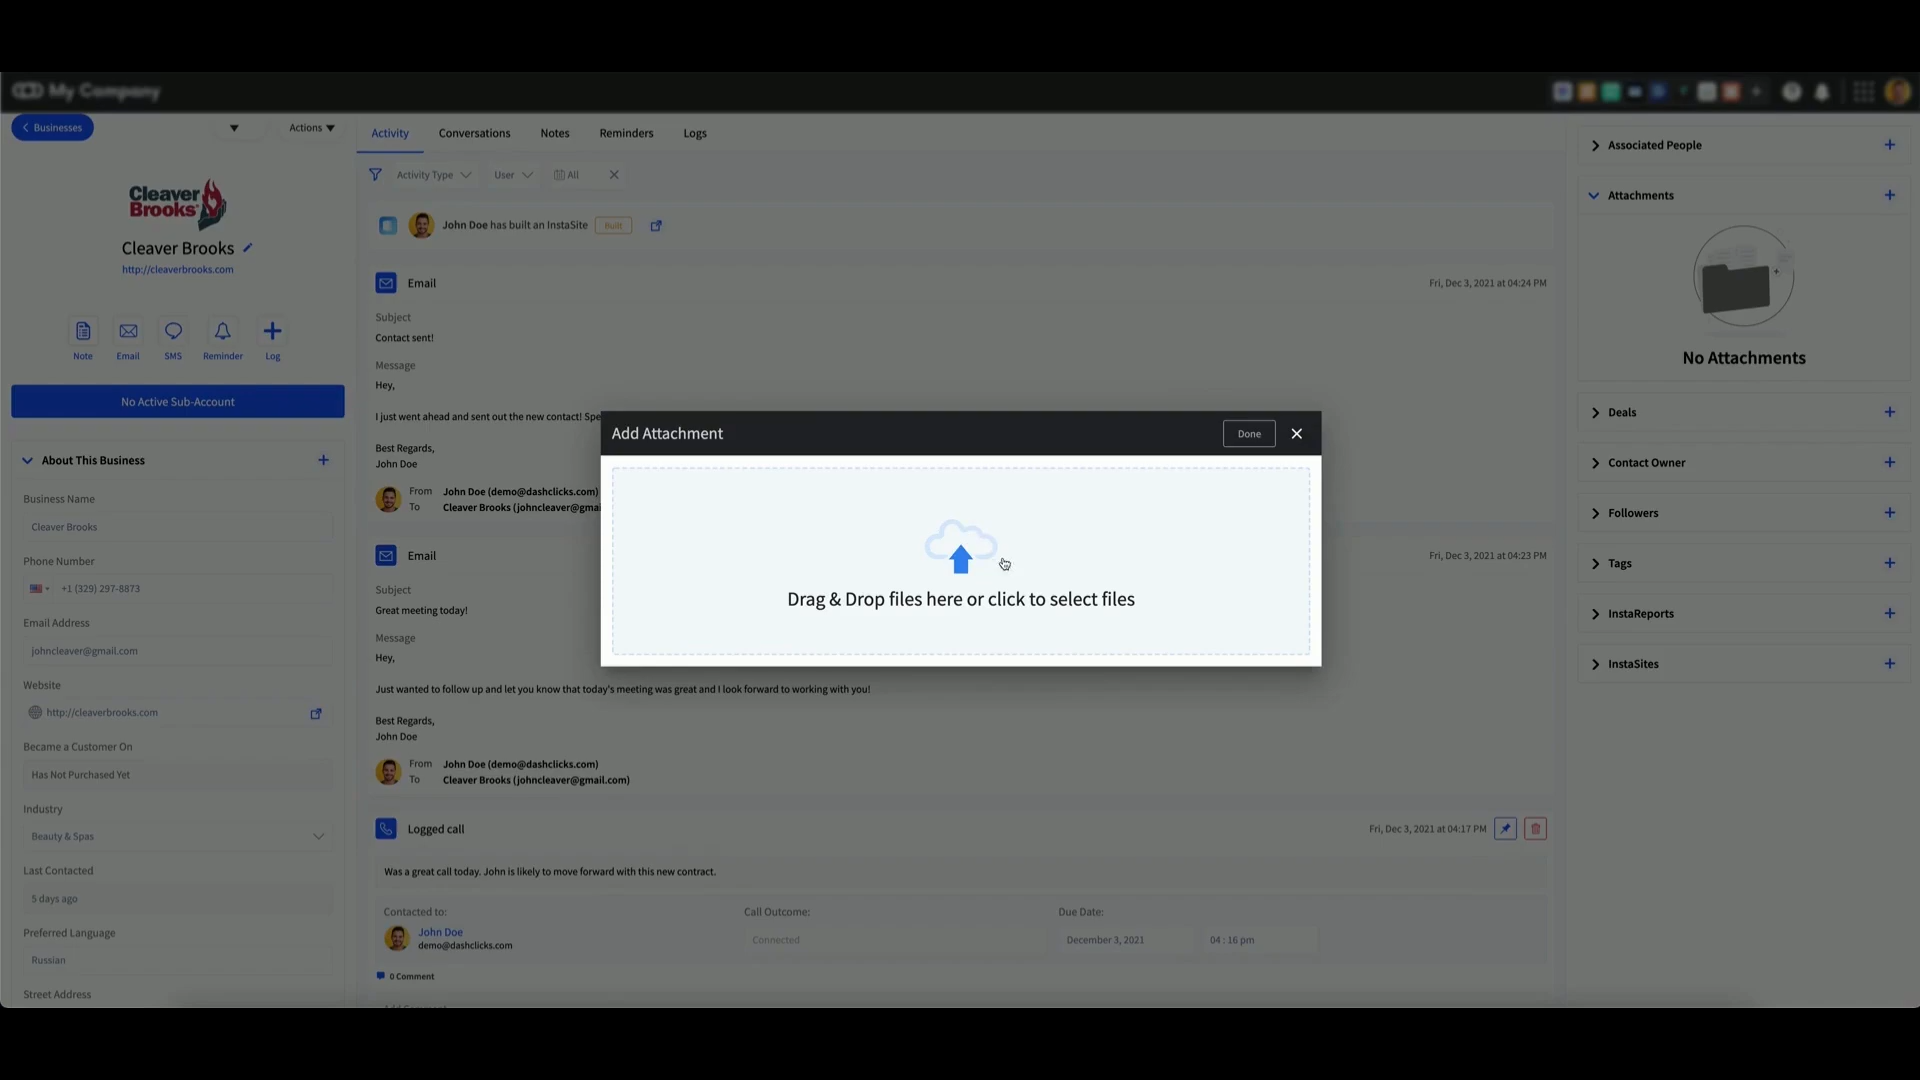 My Company
Businesses
Actions
Cleaver
Brooks
Cleaver Brooks
http://cleaverbrooks.com
Note
Email
SMS
Reminder
Log
No Active Sub-Account
About This Business
Business Name
Cleaver Brooks
Phone Number
+1 (329) 297-8873
Email Address
johncleaver@gmail.com
Website
http://cleaverbrooks.com
Became a Customer On
Has Not Purchased Yet
Industry
Beauty & Spas
Last Contacted
5 days ago
Preferred Language
Russian
Street Address
Activity
Conversations
Notes
Reminders
Logs
Activity Type
User
All
John Doe has built an InstaSite
Built
Email
Fri, Dec 3, 2021 at 04:24 PM
Subject
Contact sent!
Message
Hey,
I just went ahead and sent out the new contact! Spe
Best Regards,
John Doe
From John Doe (demo@dashclicks.com)
To Cleaver Brooks (johncleaver@gmai
Email
Fri, Dec 3, 2021 at 04:23 PM
Subject
Great meeting today!
Message
Hey,
Just wanted to follow up and let you know that today's meeting was great and I look forward to working with you!
Best Regards,
John Doe
From John Doe (demo@dashclicks.com)
To Cleaver Brooks (johncleaver@gmail.com)
Logged call
Fri, Dec 3, 2021 at 04:17 PM
Was a great call today. John is likely to move forward with this new contract.
Contacted to:
John Doe
demo@dashclicks.com
Call Outcome:
Connected
Due Date:
December 3, 2021
04 : 16 pm
0 Comment
Add Attachment
Done
Drag & Drop files here or click to select files
Associated People
Attachments
No Attachments
Deals
Contact Owner
Followers
Tags
InstaReports
InstaSites